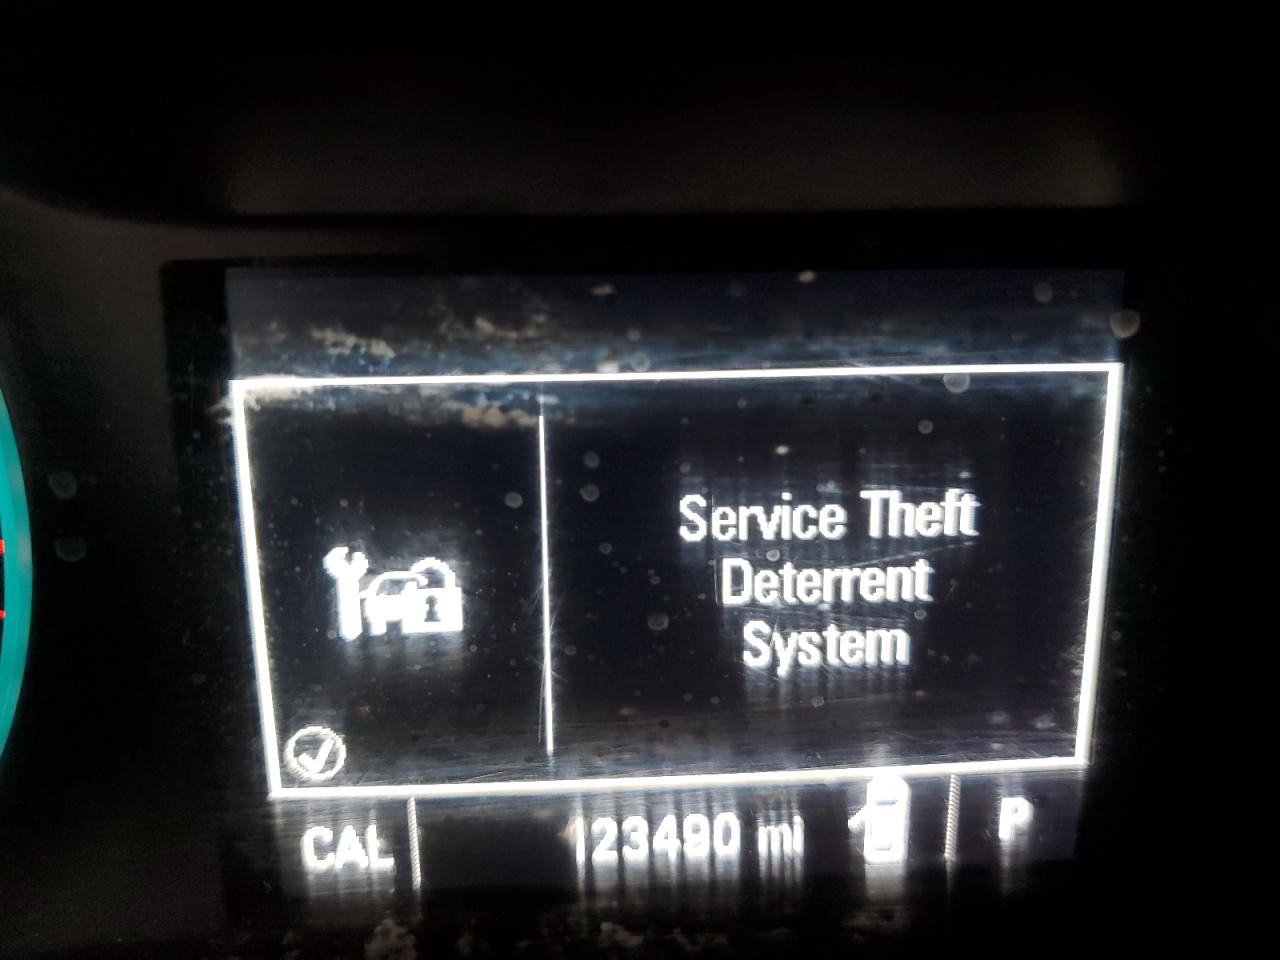 Service Theft
Deterrent
System
CAL
123490 mi
P